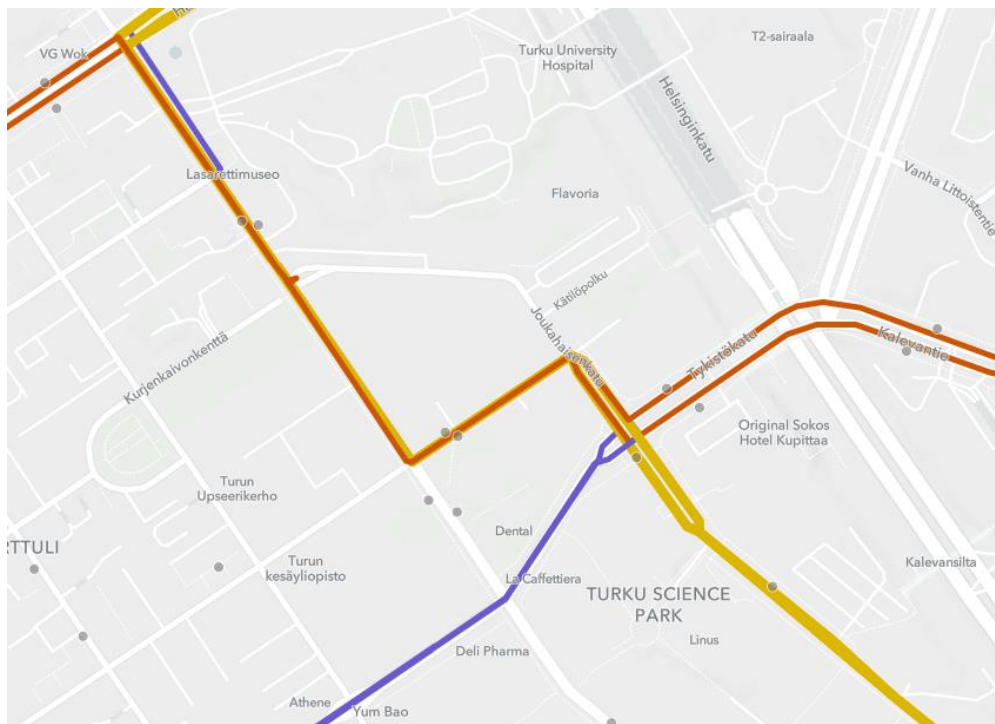 VG Wok
Turku University
Hospital
T2-sairaala
Helsinginkatu
Lasarettimuseo
Flavoria
Vanha Littoistentie
Kätilöpolku
Joukahaisenkatu
Kurjenkaivonkenttä
Tykistökatu
Kalevantie
Original Sokos
Hotel Kupittaa
Turun
Upseerikerho
RTTULI
Turun
kesäyliopisto
Dental
La Caffettiera
Kalevansilta
TURKU SCIENCE
PARK
Linus
Deli Pharma
Athene
Yum Bao